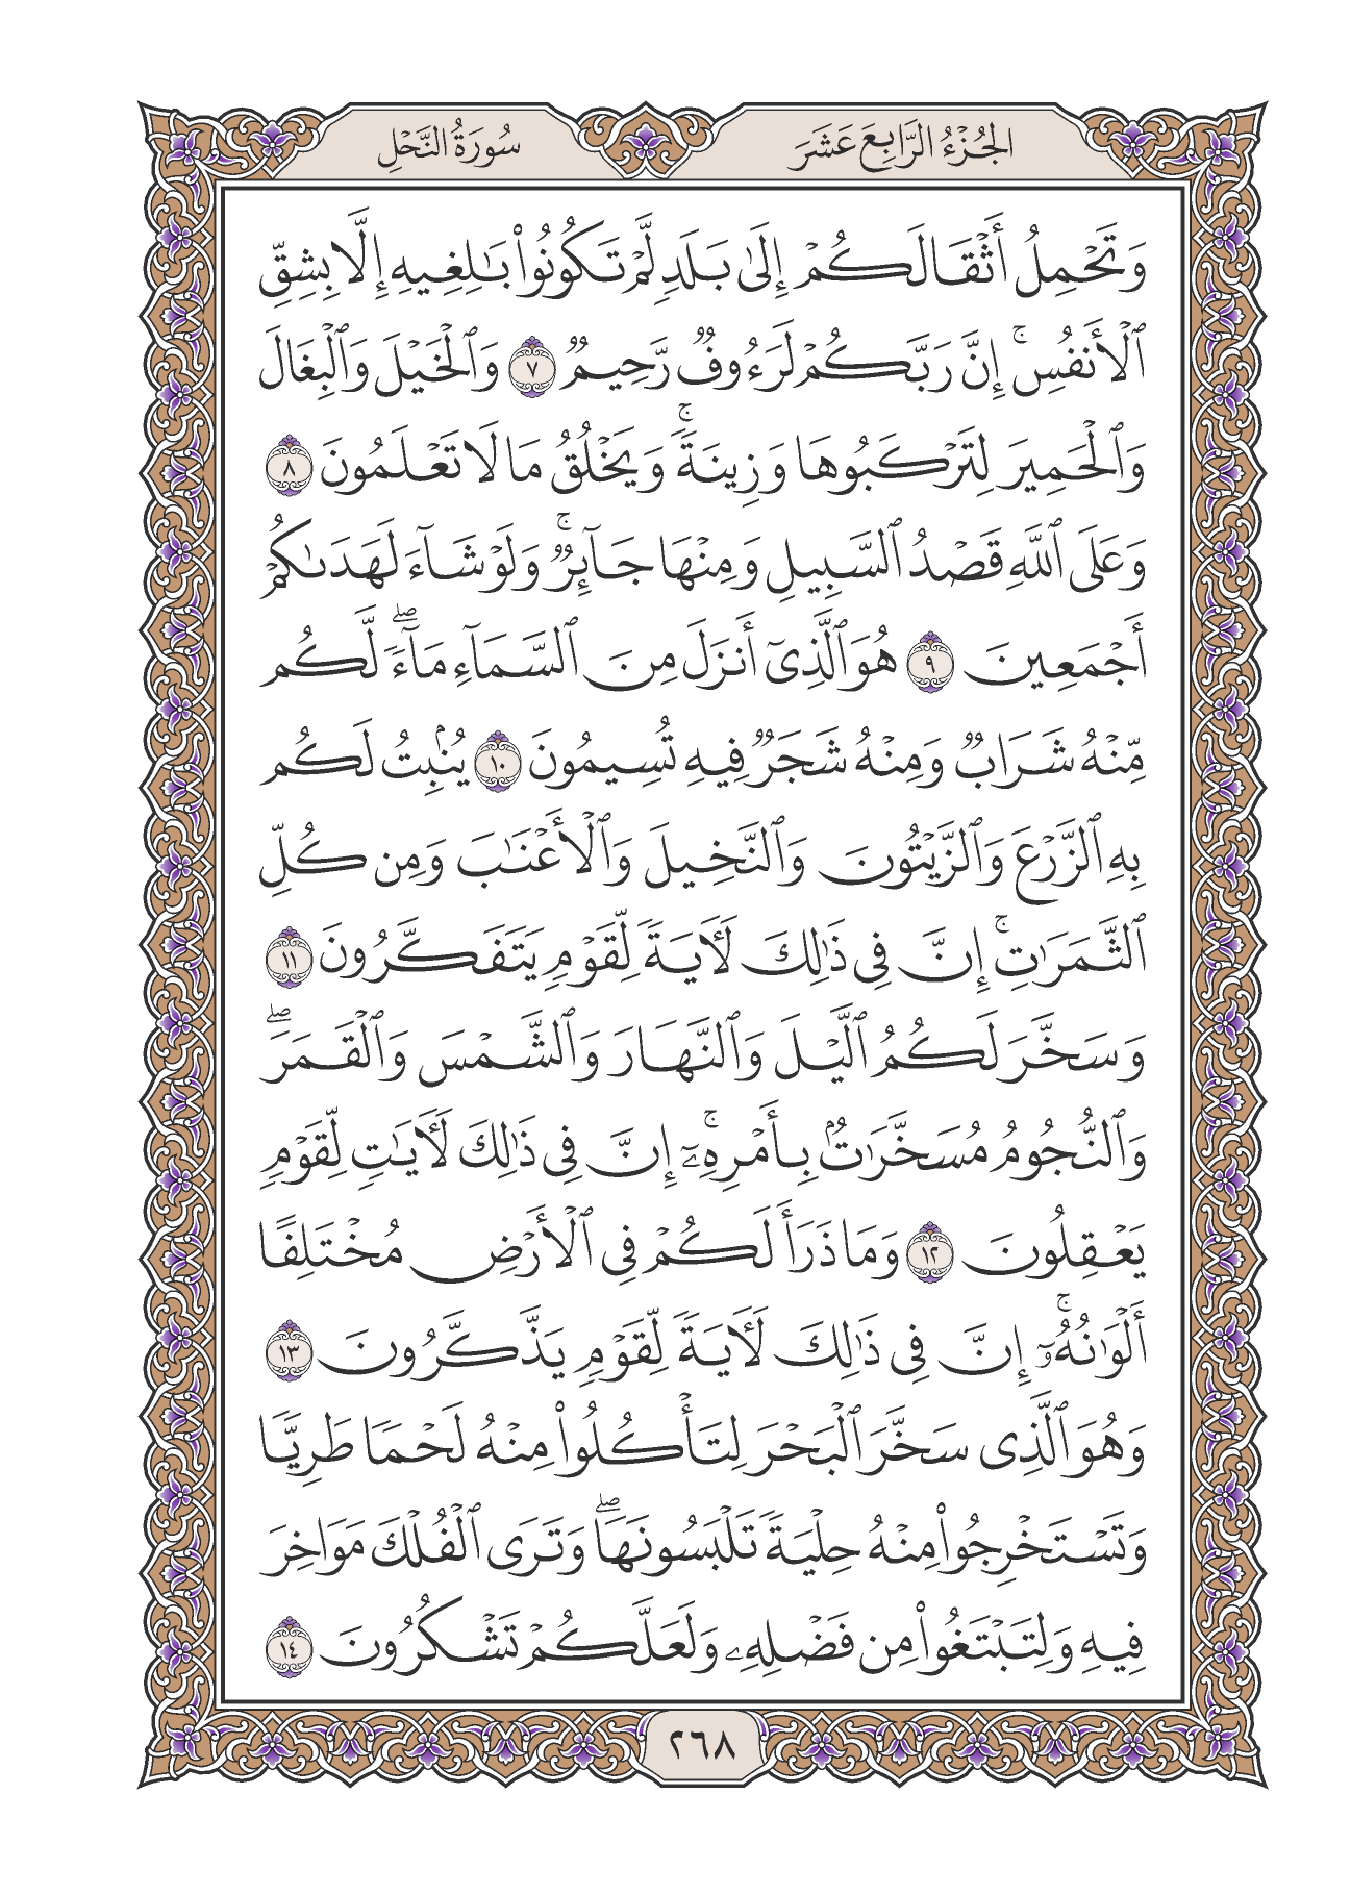 الجُزْءُ الرَّابِعَ عَشَرَ
سُورَةُ النَّحْلِ
وَتَحْمِلُ أَثْقَالَكُمْ إِلَىٰ بَلَدٍ لَّمْ تَكُونُوا۟ بَـٰلِغِيهِ إِلَّا بِشِقِّ
ٱلْأَنفُسِ ۚ إِنَّ رَبَّكُمْ لَرَءُوفٌ رَّحِيمٌ ٧ وَٱلْخَيْلَ وَٱلْبِغَالَ
وَٱلْحَمِيرَ لِتَرْكَبُوهَا وَزِينَةً ۚ وَيَخْلُقُ مَا لَا تَعْلَمُونَ ٨
وَعَلَى ٱللَّهِ قَصْدُ ٱلسَّبِيلِ وَمِنْهَا جَآئِرٌ ۚ وَلَوْ شَآءَ لَهَدَىٰكُمْ
أَجْمَعِينَ ٩ هُوَ ٱلَّذِىٓ أَنزَلَ مِنَ ٱلسَّمَآءِ مَآءً ۖ لَّكُم
مِّنْهُ شَرَابٌ وَمِنْهُ شَجَرٌ فِيهِ تُسِيمُونَ ١٠ يُنۢبِتُ لَكُم
بِهِ ٱلزَّرْعَ وَٱلزَّيْتُونَ وَٱلنَّخِيلَ وَٱلْأَعْنَـٰبَ وَمِن كُلِّ
ٱلثَّمَرَٰتِ ۚ إِنَّ فِى ذَٰلِكَ لَـَٔايَةً لِّقَوْمٍ يَتَفَكَّرُونَ ١١
وَسَخَّرَ لَكُمُ ٱلَّيْلَ وَٱلنَّهَارَ وَٱلشَّمْسَ وَٱلْقَمَرَ ۖ
وَٱلنُّجُومُ مُسَخَّرَٰتٌۢ بِأَمْرِهِۦٓ ۚ إِنَّ فِى ذَٰلِكَ لَـَٔايَـٰتٍ لِّقَوْمٍ
يَعْقِلُونَ ١٢ وَمَا ذَرَأَ لَكُمْ فِى ٱلْأَرْضِ مُخْتَلِفًا
أَلْوَٰنُهُۥٓ ۚ إِنَّ فِى ذَٰلِكَ لَـَٔايَةً لِّقَوْمٍ يَذَّكَّرُونَ ١٣
وَهُوَ ٱلَّذِى سَخَّرَ ٱلْبَحْرَ لِتَأْكُلُوا۟ مِنْهُ لَحْمًا طَرِيًّا
وَتَسْتَخْرِجُوا۟ مِنْهُ حِلْيَةً تَلْبَسُونَهَا ۖ وَتَرَى ٱلْفُلْكَ مَوَاخِرَ
فِيهِ وَلِتَبْتَغُوا۟ مِن فَضْلِهِۦ وَلَعَلَّكُمْ تَشْكُرُونَ ١٤
٢٦٨